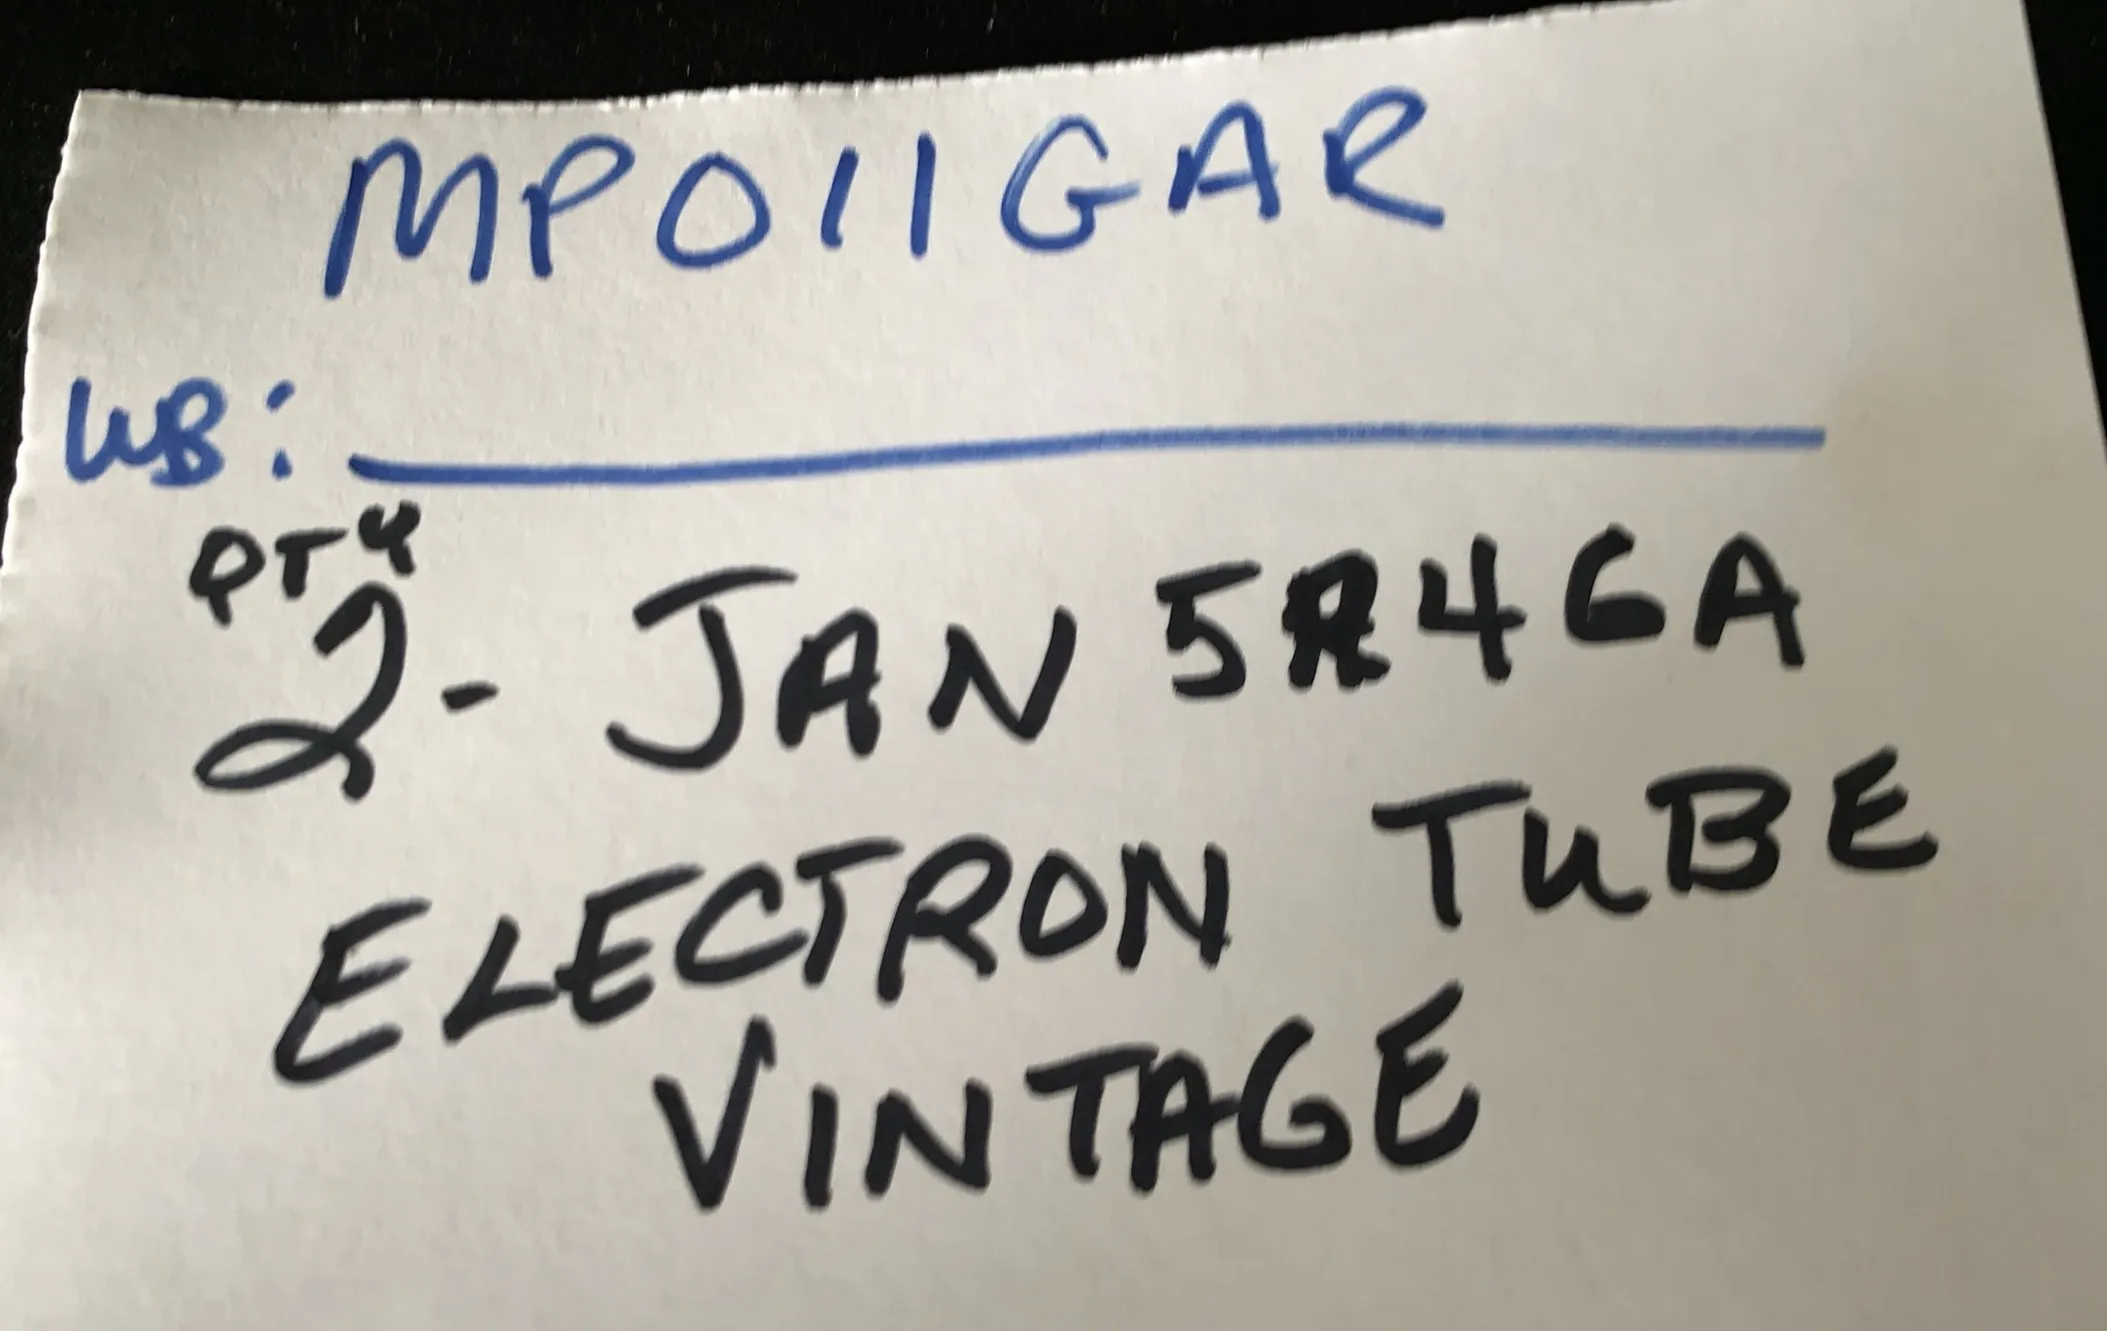 MP011GAR
WB:
QTY
2- JAN 5R4GA
ELECTRON TUBE
VINTAGE